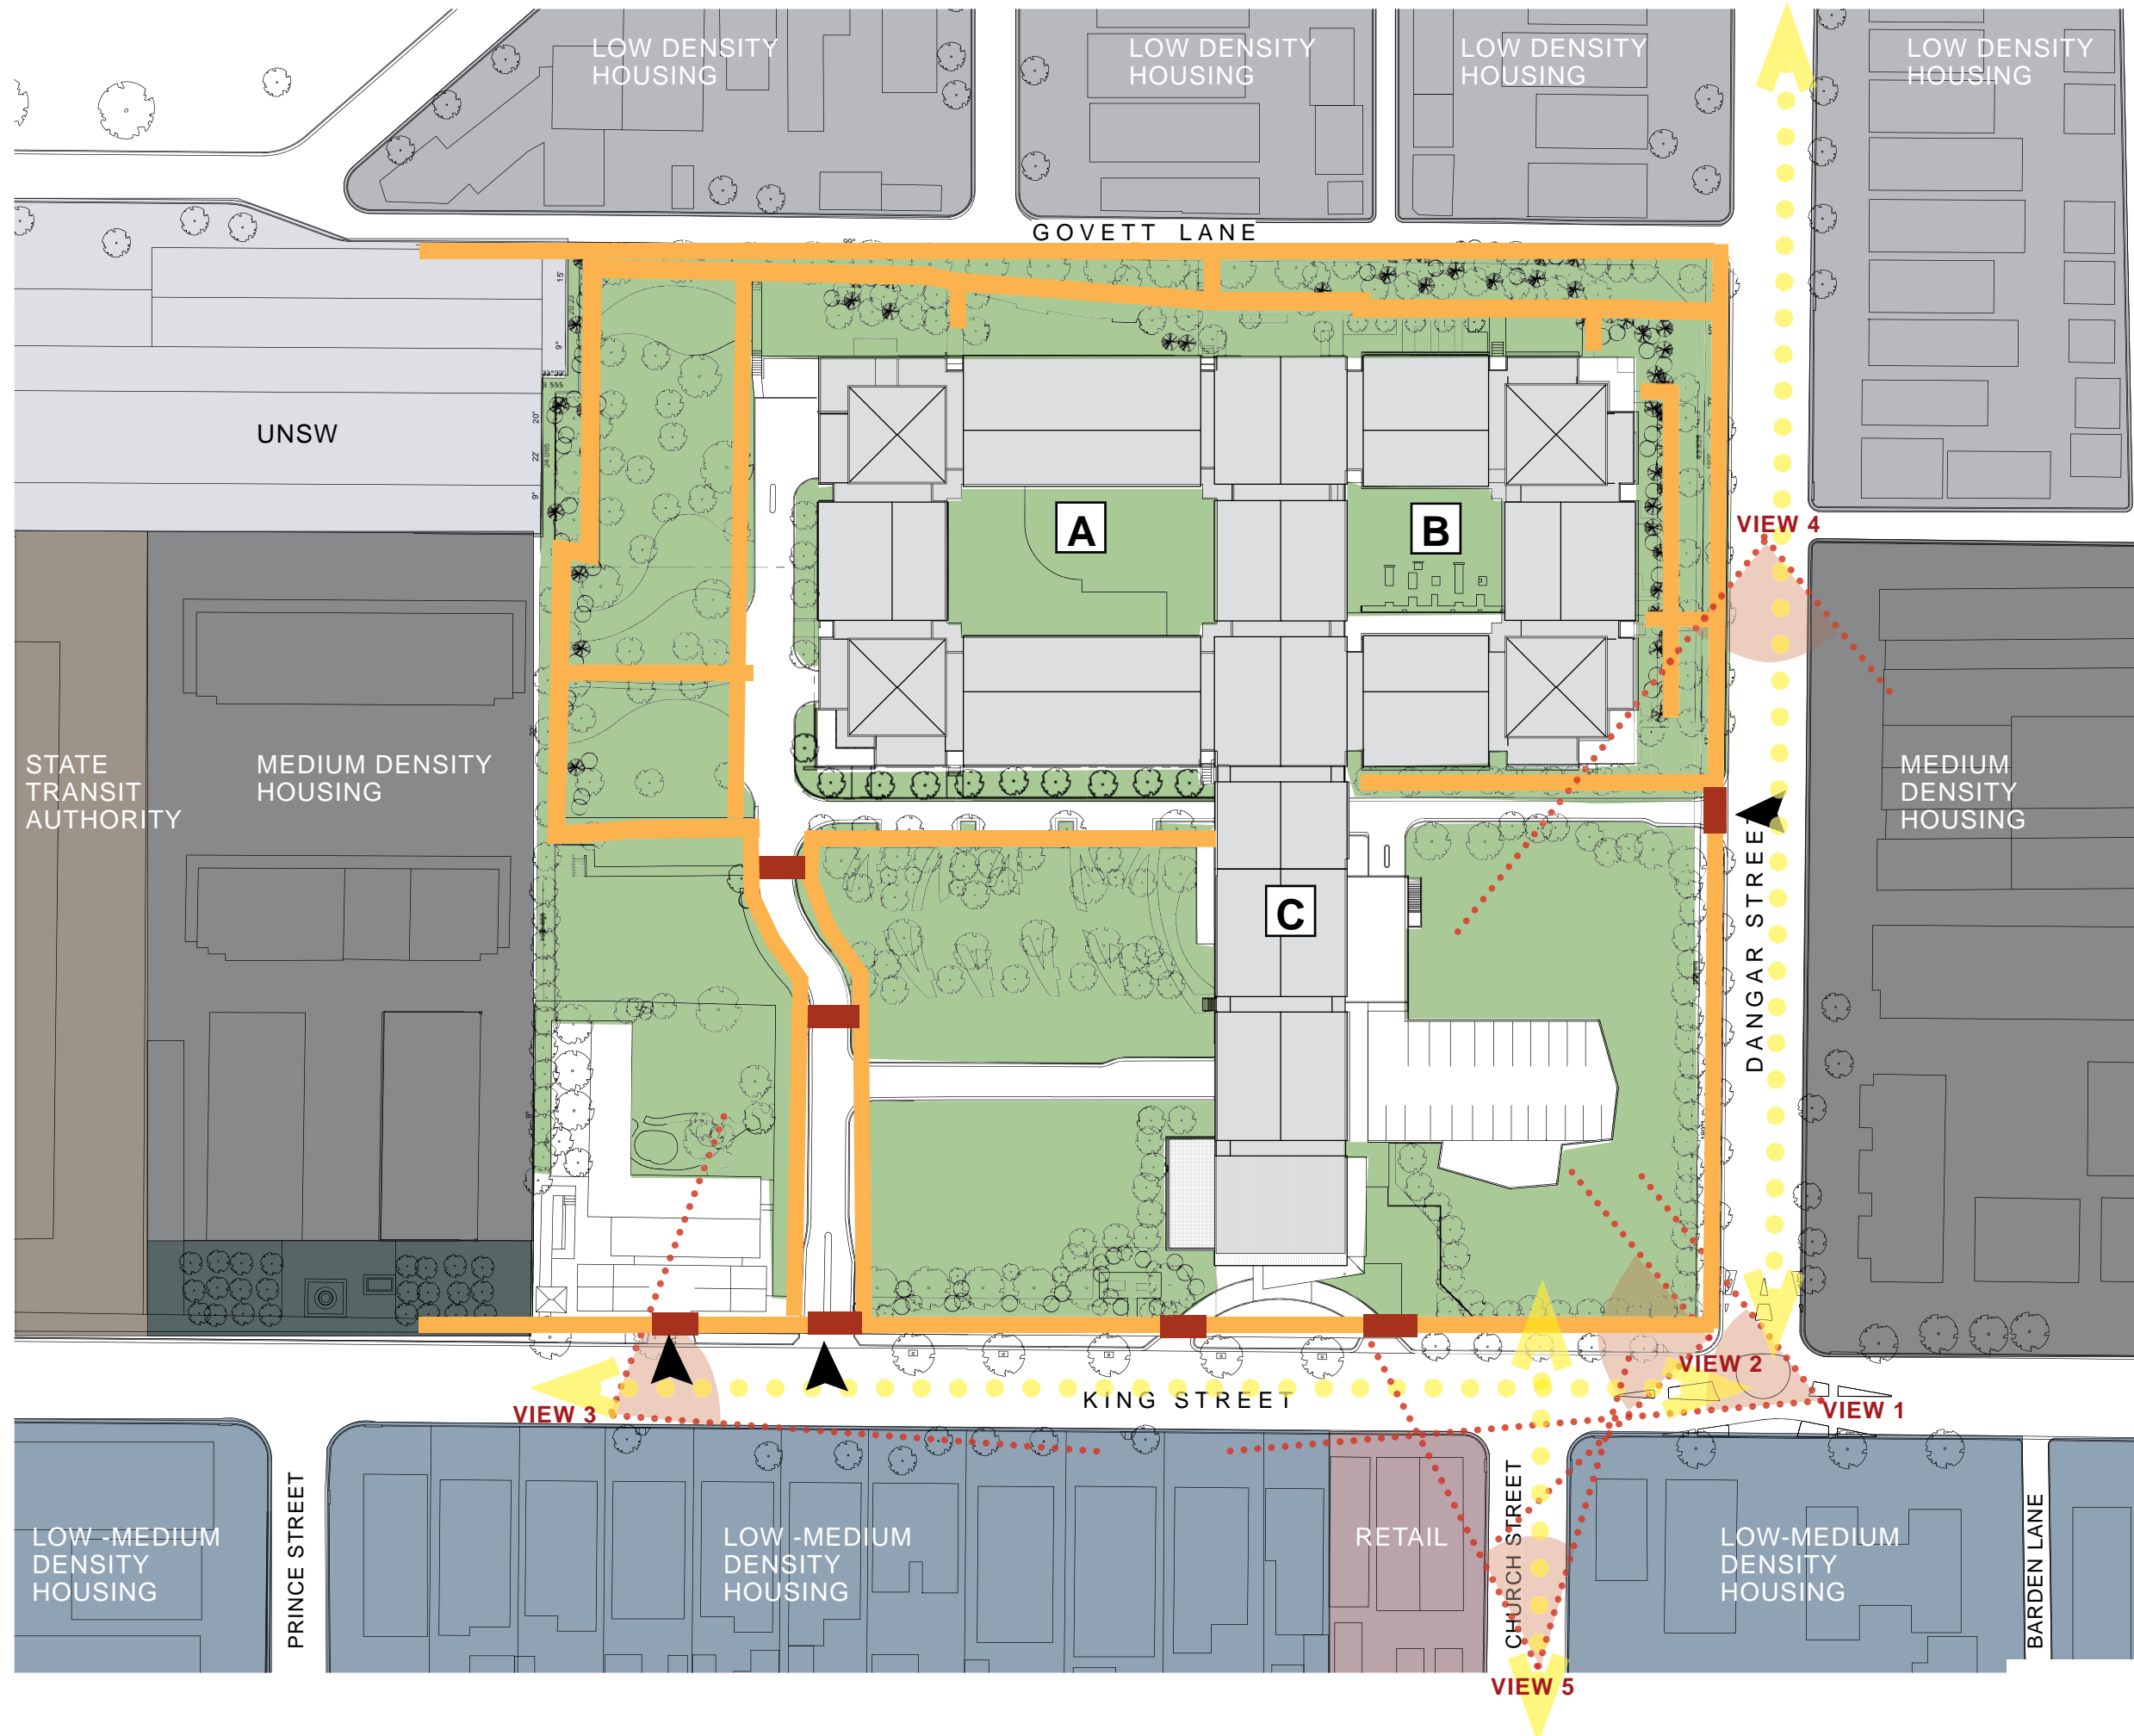 LOW DENSITY
HOUSING
LOW DENSITY
HOUSING
LOW DENSITY
HOUSING
LOW DENSITY
HOUSING
GOVETT LANE
UNSW
A
B
VIEW 4
STATE
TRANSIT
AUTHORITY
MEDIUM DENSITY
HOUSING
MEDIUM
DENSITY
HOUSING
C
DANGAR STREET
VIEW 2
KING STREET
VIEW 3
VIEW 1
PRINCE STREET
LOW -MEDIUM
DENSITY
HOUSING
LOW -MEDIUM
DENSITY
HOUSING
RETAIL
CHURCH STREET
LOW-MEDIUM
DENSITY
HOUSING
BARDEN LANE
VIEW 5